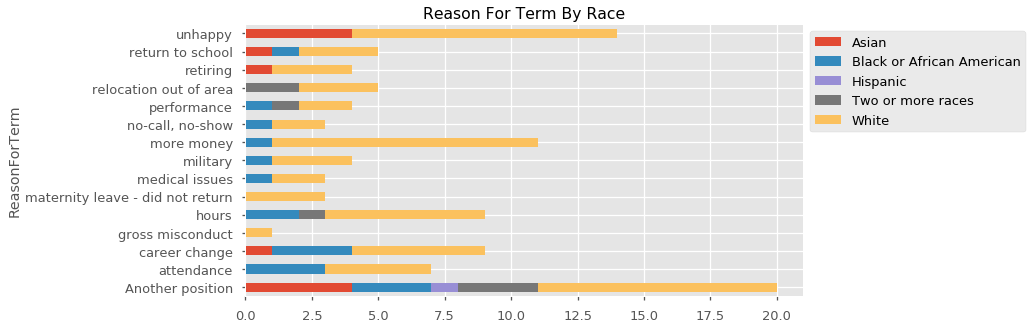 Reason For Term By Race
unhappy
return to school
retiring
relocation out of area
performance
no-call, no-show
more money
military
medical issues
maternity leave - did not return
hours
gross misconduct
career change
attendance
Another position
ReasonForTerm
0.0 2.5 5.0 7.5 10.0 12.5 15.0 17.5 20.0
Asian
Black or African American
Hispanic
Two or more races
White